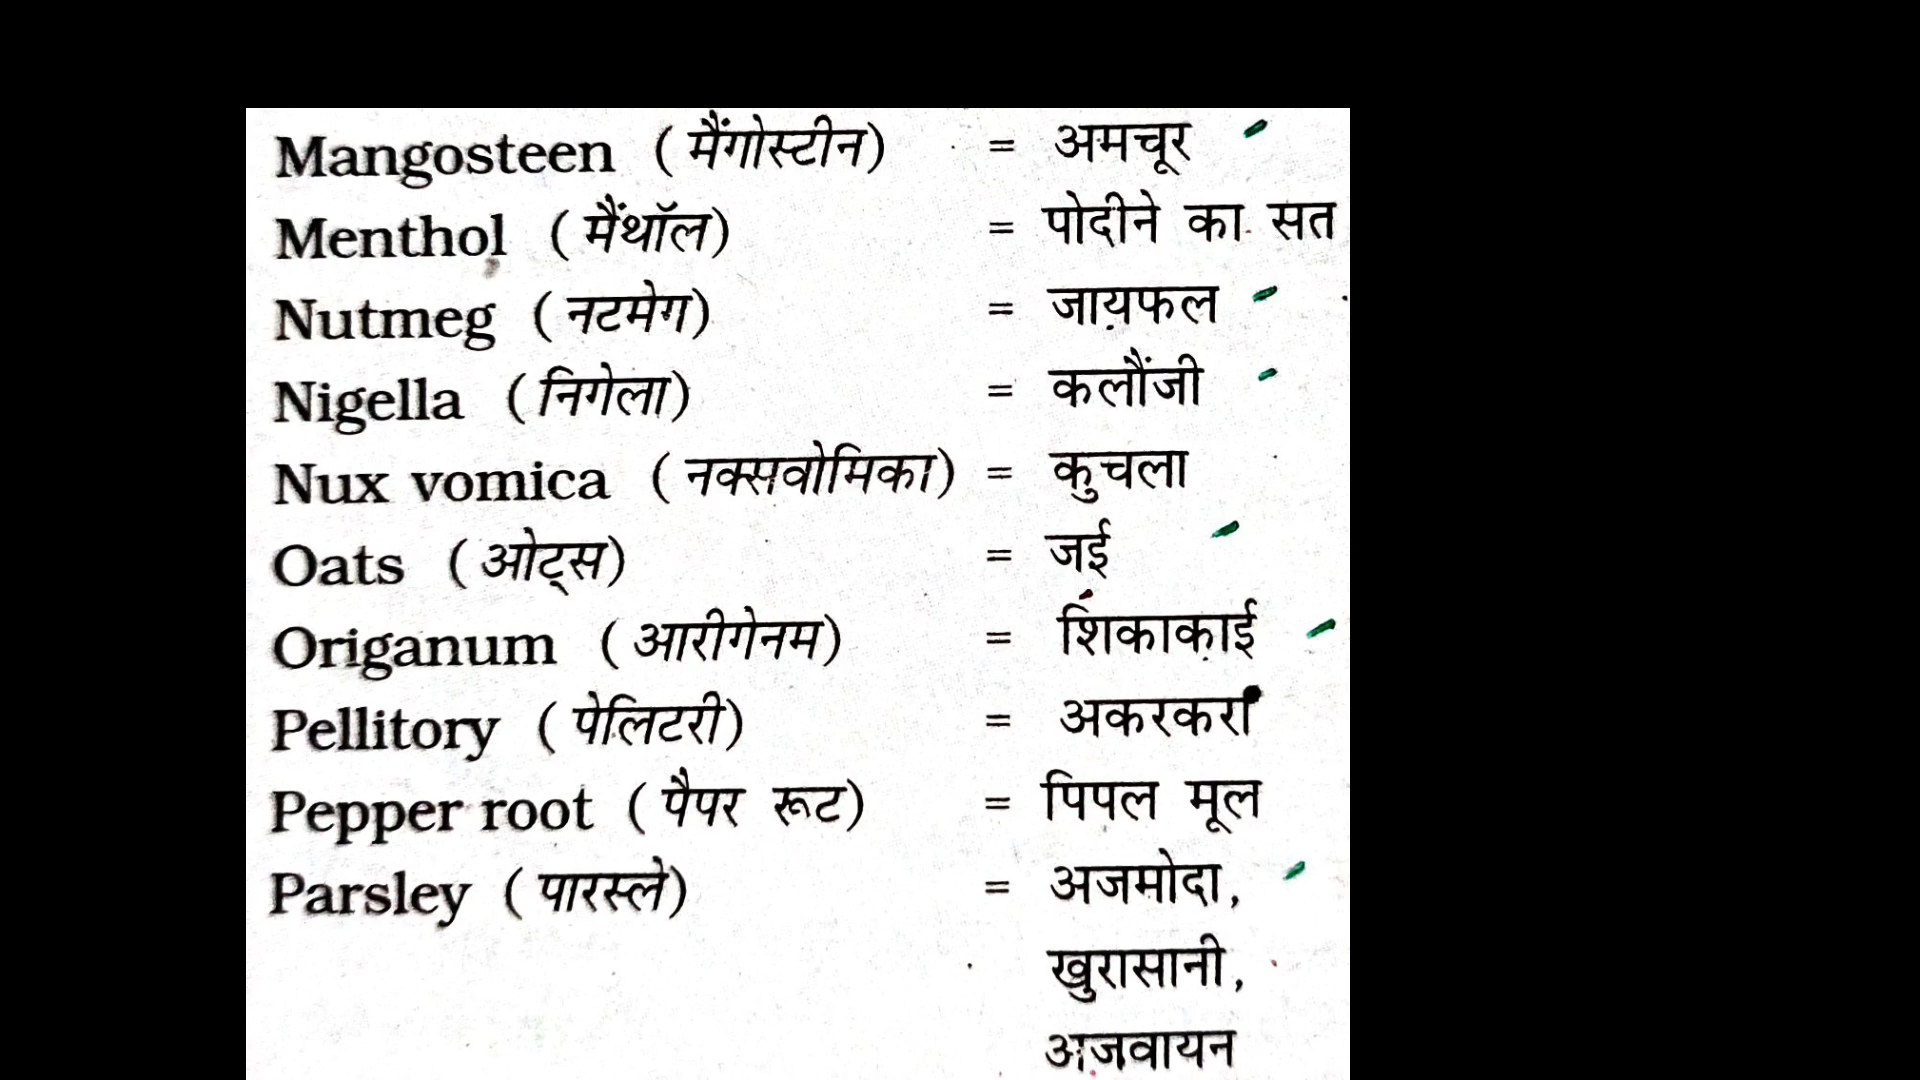 Mangosteen (मैंगोस्टीन) = अमचूर
Menthol (मैंथॉल) = पोदीने का सत
Nutmeg (नटमेग) = जायफल
Nigella (निगेला) = कलौंजी
Nux vomica (नक्सवोमिका) = कुचला
Oats (ओट्स) = जई
Origanum (आरीगेनम) = शिकाकाई
Pellitory (पेलिटरी) = अकरकरा
Pepper root (पैपर रूट) = पिपल मूल
Parsley (पारस्ले) = अजमोदा,
खुरासानी,
अजवायन